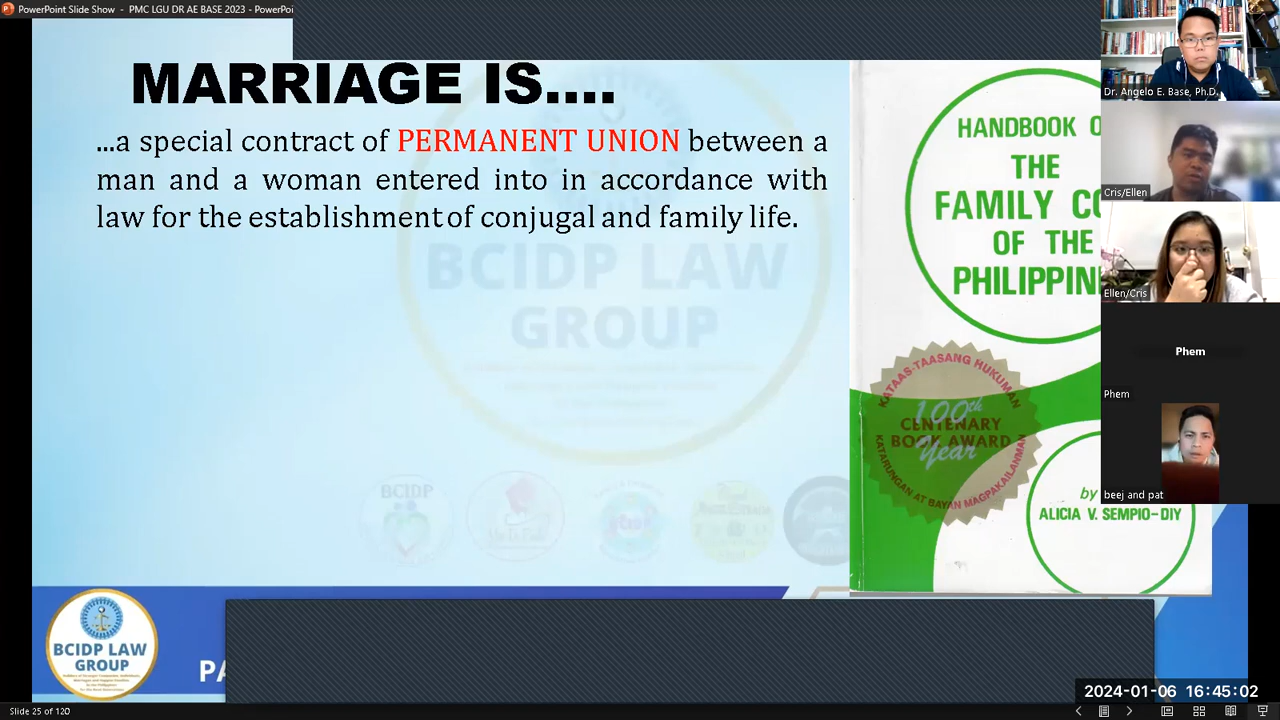 PowerPoint Slide Show - PMC LGU DR AE BASE 2023 - PowerPoi
MARRIAGE IS....
...a special contract of PERMANENT UNION between a
man and a woman entered into in accordance with
law for the establishment of conjugal and family life.
BCIDP LAW
GROUP
BCIDP
HANDBOOK O
THE
FAMILY CO
OF THE
PHILIPPIN
KATAAS-TAASANG HUKUMAN
100th
CENTENARY
BOOK AWARD
Year
KATARUNGAN AT BAYAN MAGPAKAILANMAN
by
ALICIA V. SEMPIO-DIY
Dr. Angelo E. Base, Ph.D.
Cris/Ellen
Ellen/Cris
Phem
Phem
beej and pat
BCIDP LAW
GROUP
PA
2024-01-06 16:45:02
Slide 25 of 120